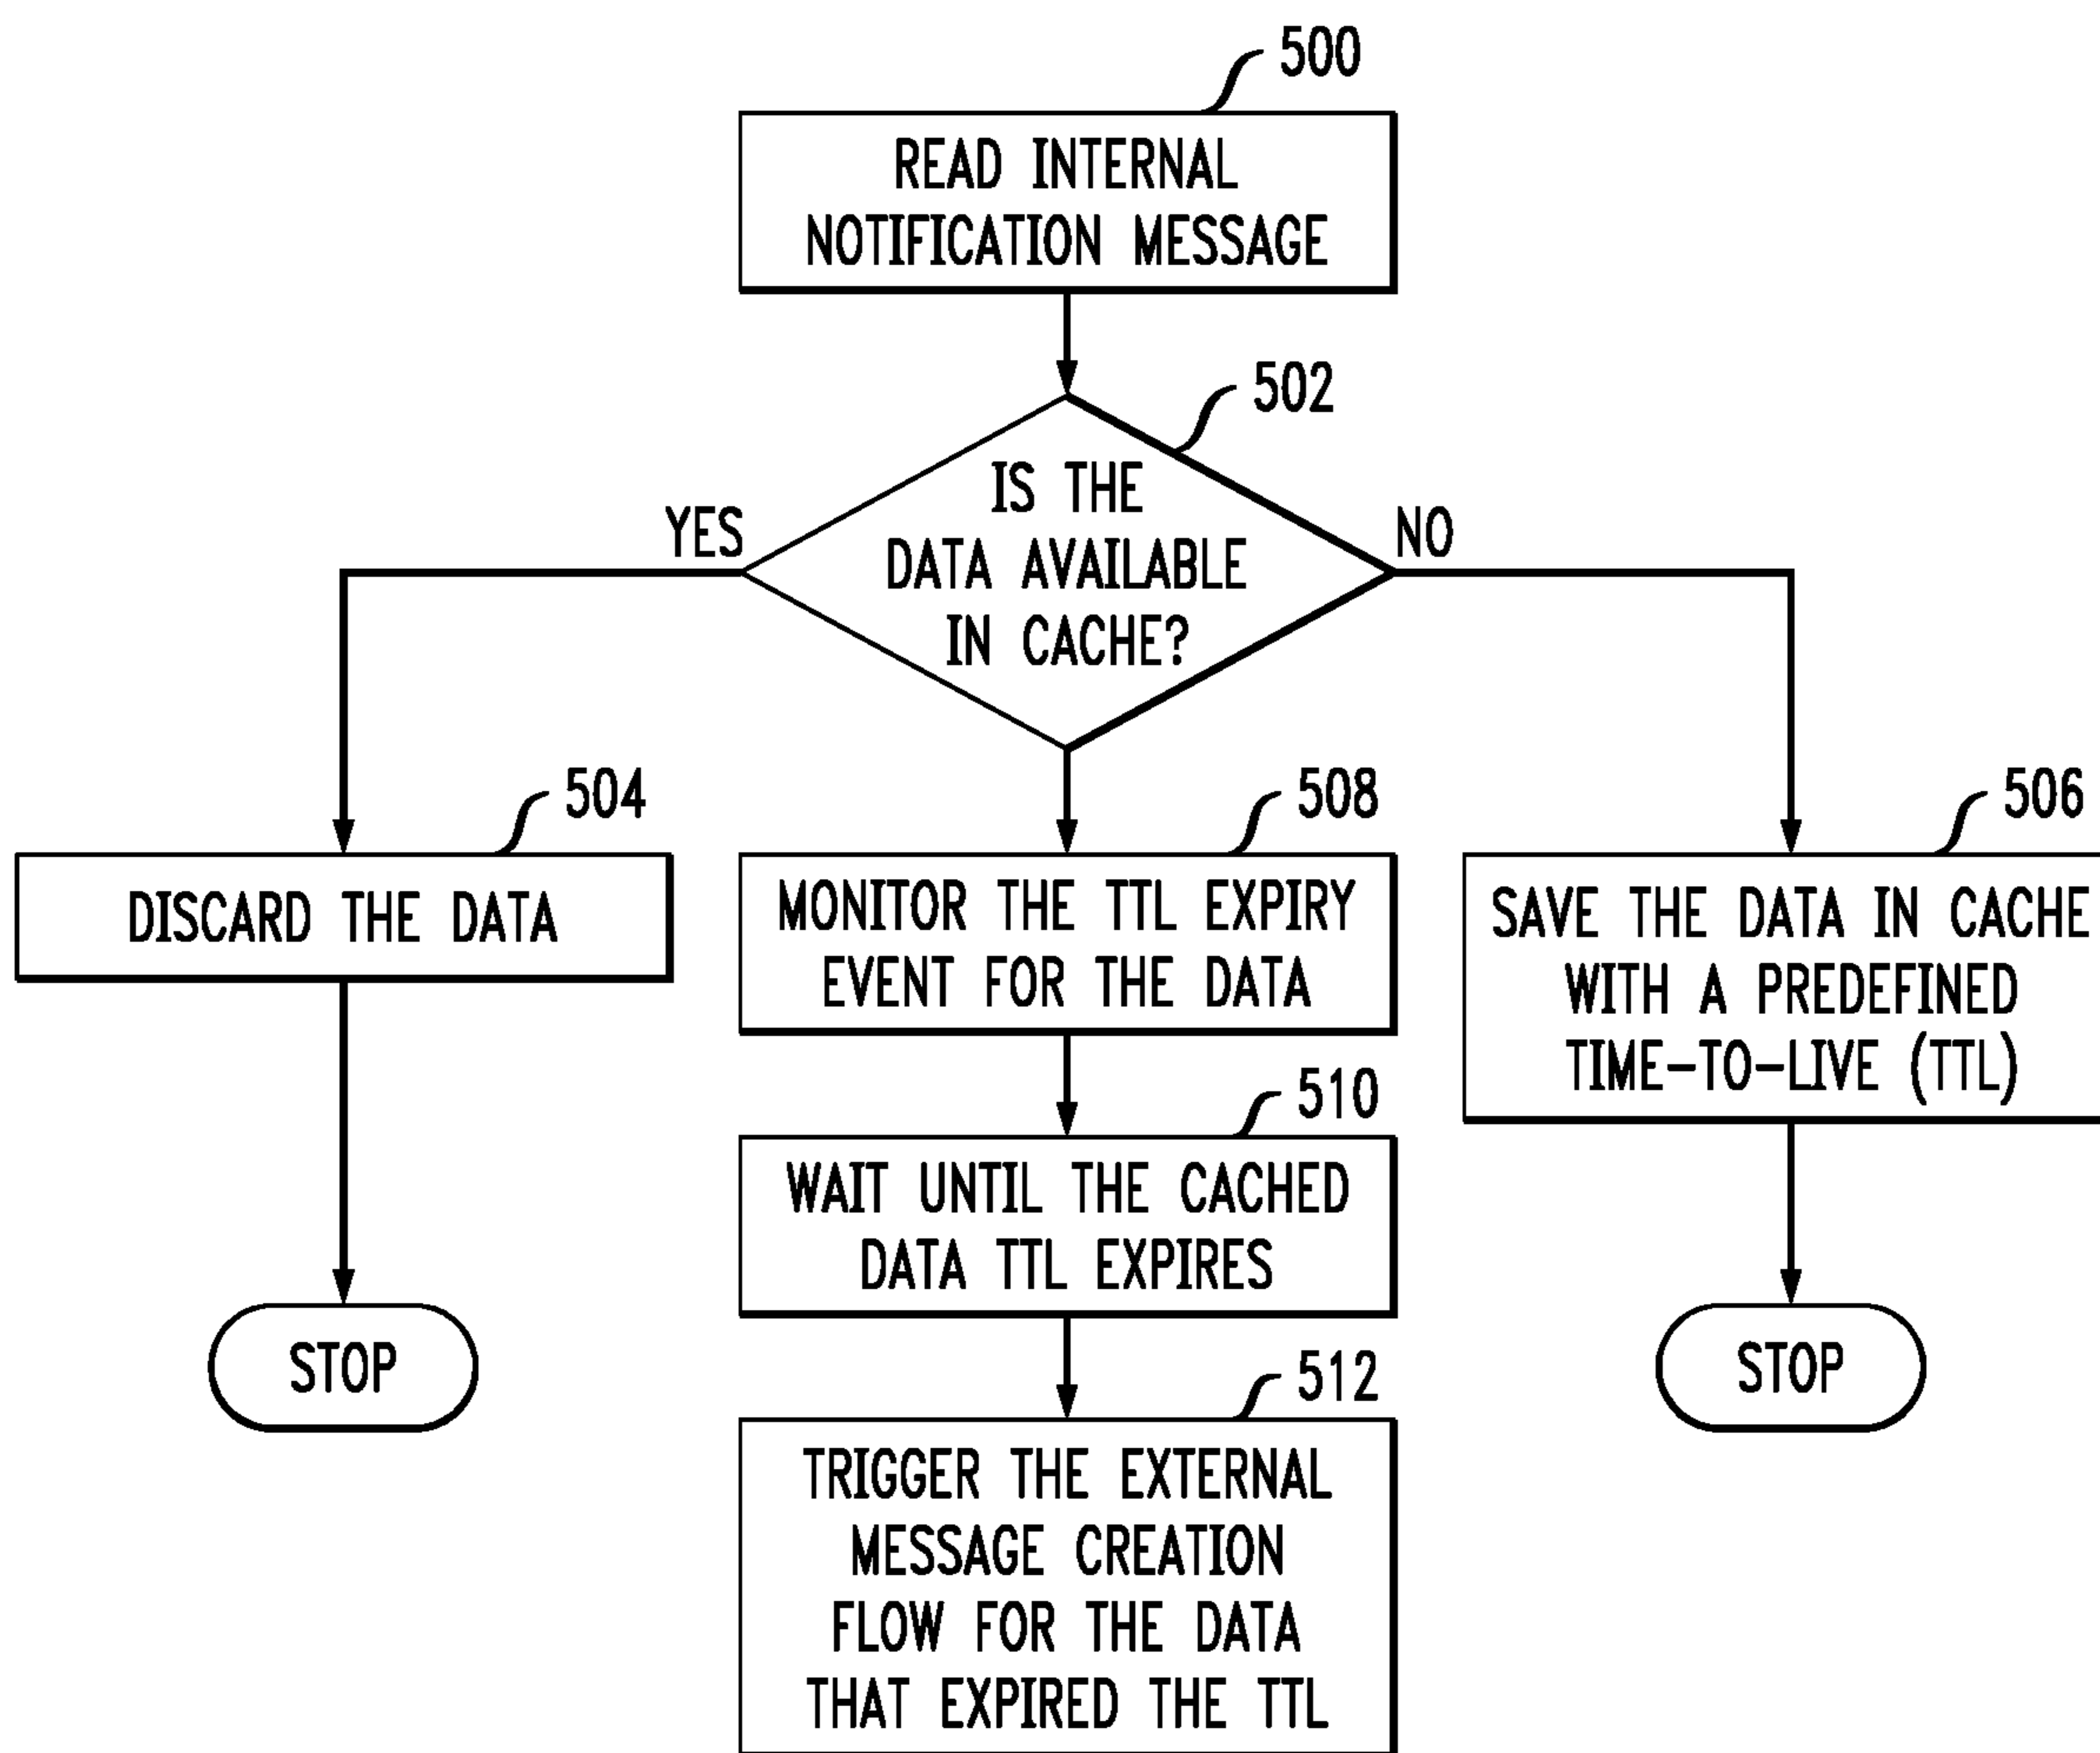 500
READ INTERNAL
NOTIFICATION MESSAGE
502
IS THE
DATA AVAILABLE
IN CACHE?
YES
NO
504
DISCARD THE DATA
STOP
508
MONITOR THE TTL EXPIRY
EVENT FOR THE DATA
510
WAIT UNTIL THE CACHED
DATA TTL EXPIRES
512
TRIGGER THE EXTERNAL
MESSAGE CREATION
FLOW FOR THE DATA
THAT EXPIRED THE TTL
506
SAVE THE DATA IN CACHE
WITH A PREDEFINED
TIME-TO-LIVE (TTL)
STOP